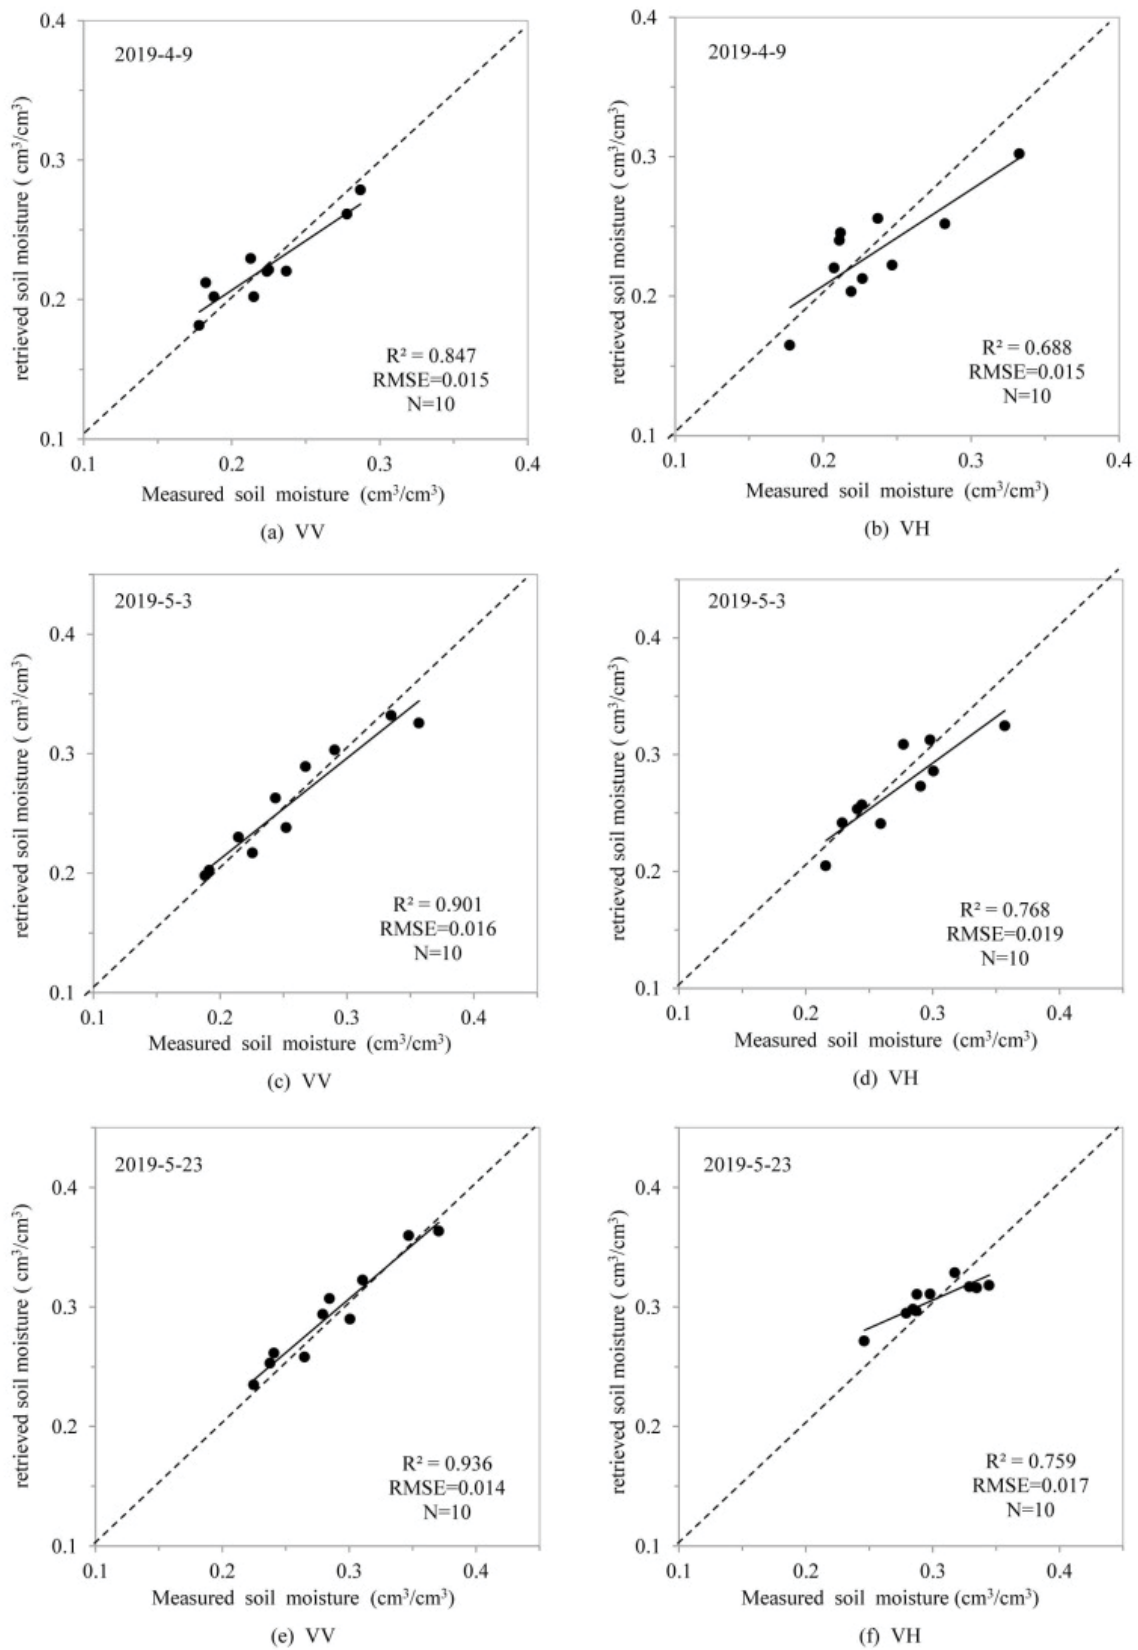 0.4
2019-4-9
0.3
0.2
0.1
retrieved soil moisture ( cm³/cm³)
R² = 0.847
RMSE=0.015
N=10
0.1 0.2 0.3 0.4
Measured soil moisture (cm³/cm³)
(a) VV
0.4
2019-4-9
0.3
0.2
0.1
retrieved soil moisture ( cm³/cm³)
R² = 0.688
RMSE=0.015
N=10
0.1 0.2 0.3 0.4
Measured soil moisture (cm³/cm³)
(b) VH
2019-5-3
0.4
0.3
0.2
0.1
retrieved soil moisture ( cm³/cm³)
R² = 0.901
RMSE=0.016
N=10
0.1 0.2 0.3 0.4
Measured soil moisture (cm³/cm³)
(c) VV
2019-5-3
0.4
0.3
0.2
0.1
retrieved soil moisture ( cm³/cm³)
R² = 0.768
RMSE=0.019
N=10
0.1 0.2 0.3 0.4
Measured soil moisture (cm³/cm³)
(d) VH
2019-5-23
0.4
0.3
0.2
0.1
retrieved soil moisture ( cm³/cm³)
R² = 0.936
RMSE=0.014
N=10
0.1 0.2 0.3 0.4
Measured soil moisture (cm³/cm³)
(e) VV
2019-5-23
0.4
0.3
0.2
0.1
retrieved soil moisture ( cm³/cm³)
R² = 0.759
RMSE=0.017
N=10
0.1 0.2 0.3 0.4
Measured soil moisture (cm³/cm³)
(f) VH